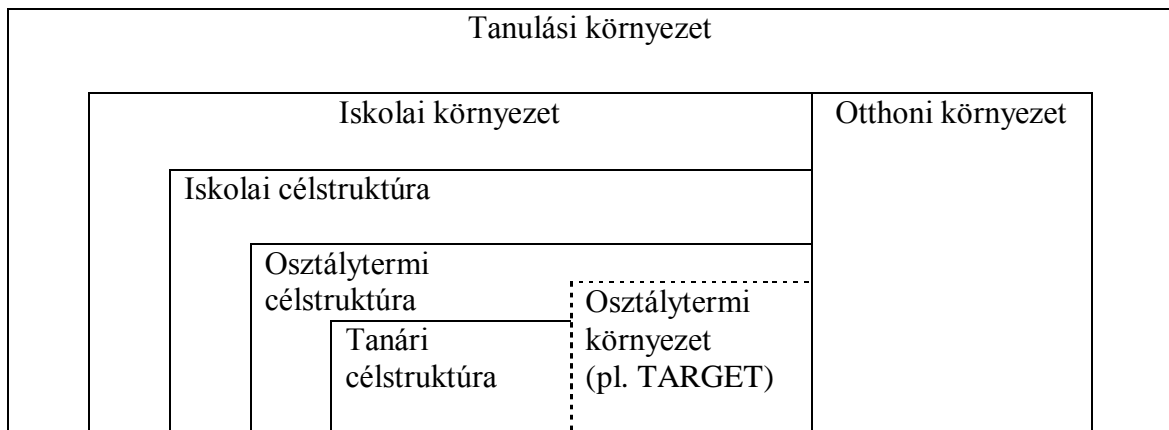 Tanulási környezet
Iskolai környezet
Otthoni környezet
Iskolai célstruktúra
Osztálytermi
célstruktúra
Osztálytermi
környezet
(pl. TARGET)
Tanári
célstruktúra